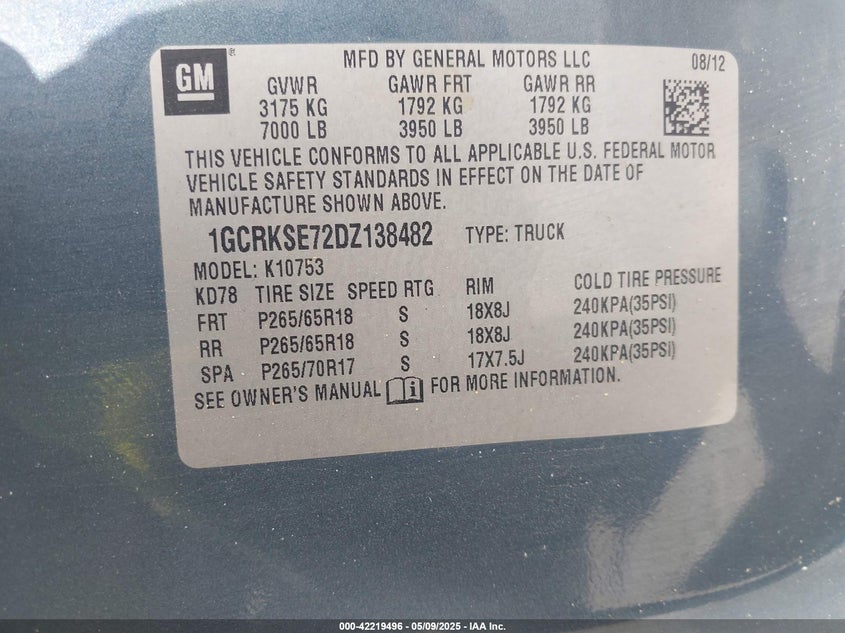 GM
®
MFD BY GENERAL MOTORS LLC 08/12
GVWR GAWR FRT GAWR RR
3175 KG 1792 KG 1792 KG
7000 LB 3950 LB 3950 LB
THIS VEHICLE CONFORMS TO ALL APPLICABLE U.S. FEDERAL MOTOR
VEHICLE SAFETY STANDARDS IN EFFECT ON THE DATE OF
MANUFACTURE SHOWN ABOVE.
1GCRKSE72DZ138482 TYPE: TRUCK
MODEL: K10753
KD78 TIRE SIZE SPEED RTG RIM COLD TIRE PRESSURE
FRT P265/65R18 S 18X8J 240KPA(35PSI)
RR P265/65R18 S 18X8J 240KPA(35PSI)
SPA P265/70R17 S 17X7.5J 240KPA(35PSI)
SEE OWNER'S MANUAL i FOR MORE INFORMATION.
000-42219496 - 05/09/2025 - IAA Inc.